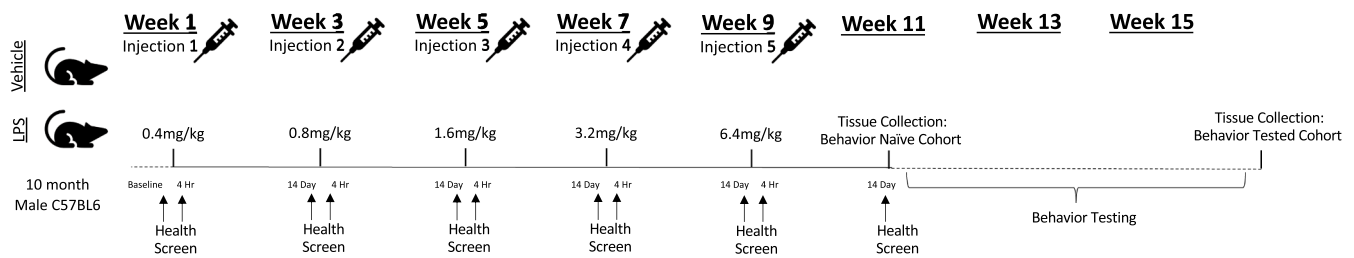 Week 1
Injection 1
Week 3
Injection 2
Week 5
Injection 3
Week 7
Injection 4
Week 9
Injection 5
Week 11
Week 13
Week 15
Vehicle
LPS
0.4mg/kg
0.8mg/kg
1.6mg/kg
3.2mg/kg
6.4mg/kg
Tissue Collection:
Behavior Naïve Cohort
Tissue Collection:
Behavior Tested Cohort
10 month
Male C57BL6
Baseline
4 Hr
14 Day
4 Hr
14 Day
4 Hr
14 Day
4 Hr
14 Day
4 Hr
14 Day
Health
Screen
Health
Screen
Health
Screen
Health
Screen
Health
Screen
Health
Screen
Behavior Testing